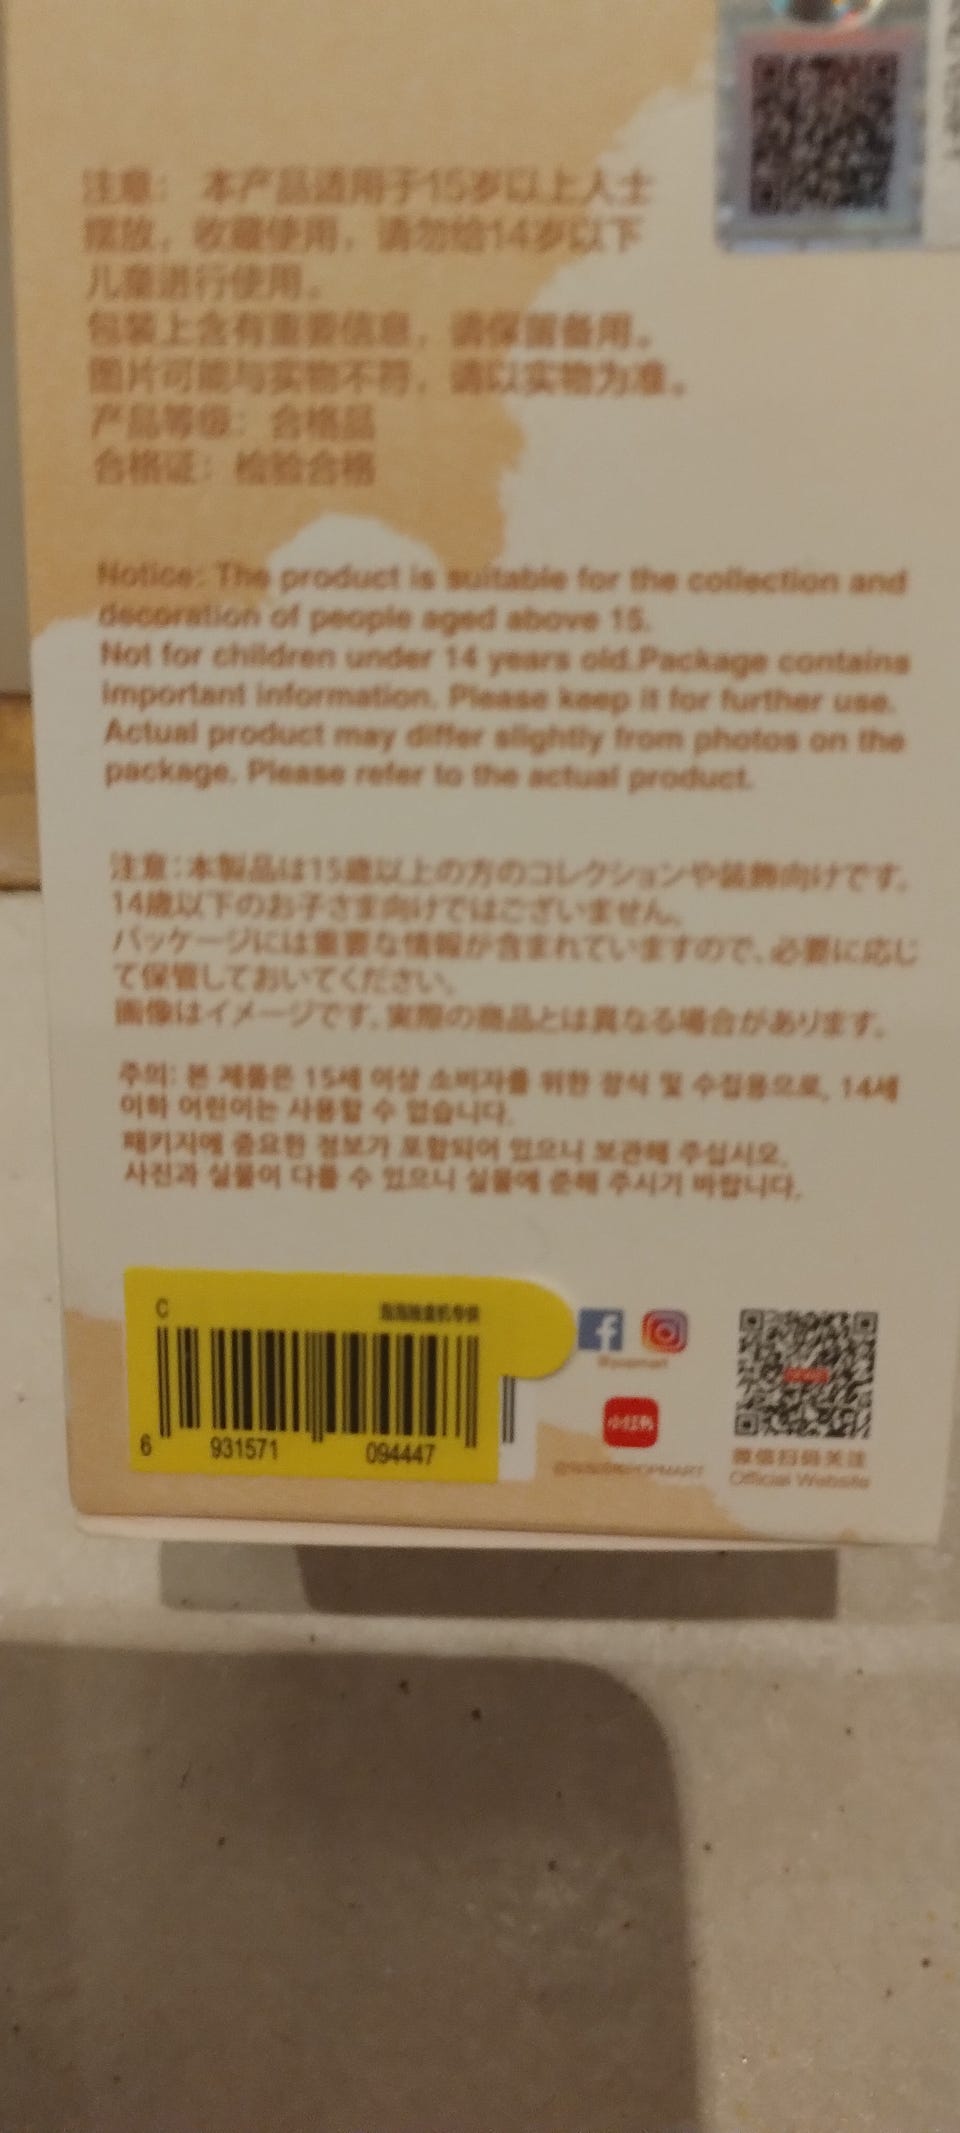 注意： 本产品适用于15岁以上人士
摆放，收藏使用，请勿给14岁以下
儿童进行使用。
包装上含有重要信息，请保留备用。
图片可能与实物不符，请以实物为准。
产品等级：合格品
合格证：检验合格
Notice: The product is suitable for the collection and
decoration of people aged above 15.
Not for children under 14 years old.Package contains
important information. Please keep it for further use.
Actual product may differ slightly from photos on the
package. Please refer to the actual product.
注意：本製品は15歳以上の方のコレクションや装飾向けです。
14歳以下のお子さま向けではございません。
パッケージには重要な情報が含まれていますので、必要に応じ
て保管しておいてください。
画像はイメージです。実際の商品とは異なる場合があります。
주의: 본 제품은 15세 이상 소비자를 위한 장식 및 수집용으로, 14세
이하 어린이는 사용할 수 없습니다.
패키지에 중요한 정보가 포함되어 있으니 보관해 주십시오.
사진과 실물이 다를 수 있으니 실물에 준해 주시기 바랍니다.
C
6 931571 094447
@popmart
小红书
微信扫码关注
Official Website